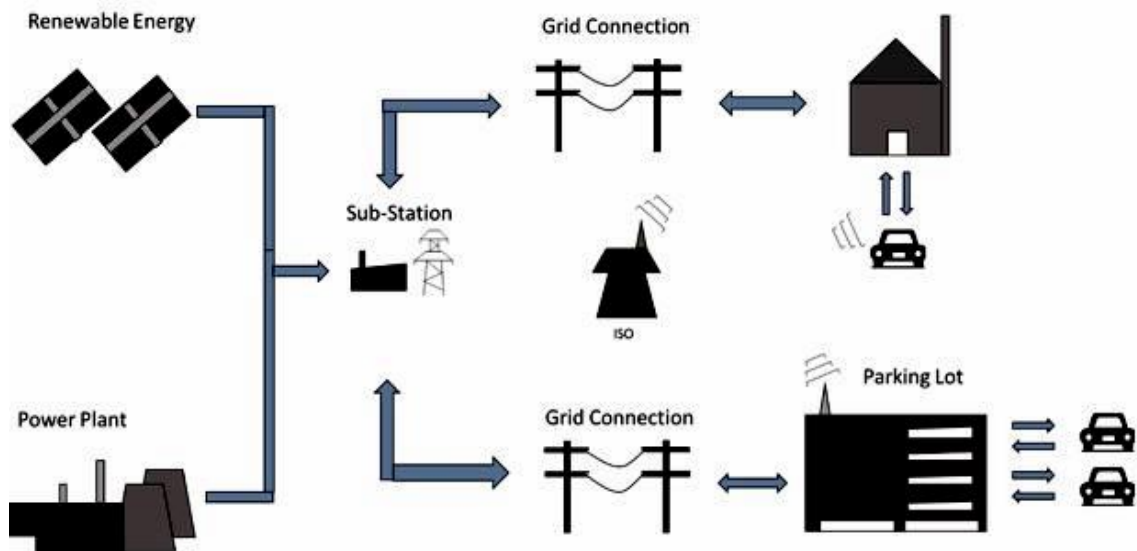 Renewable Energy
Grid Connection
Sub-Station
ISO
Parking Lot
Power Plant
Grid Connection